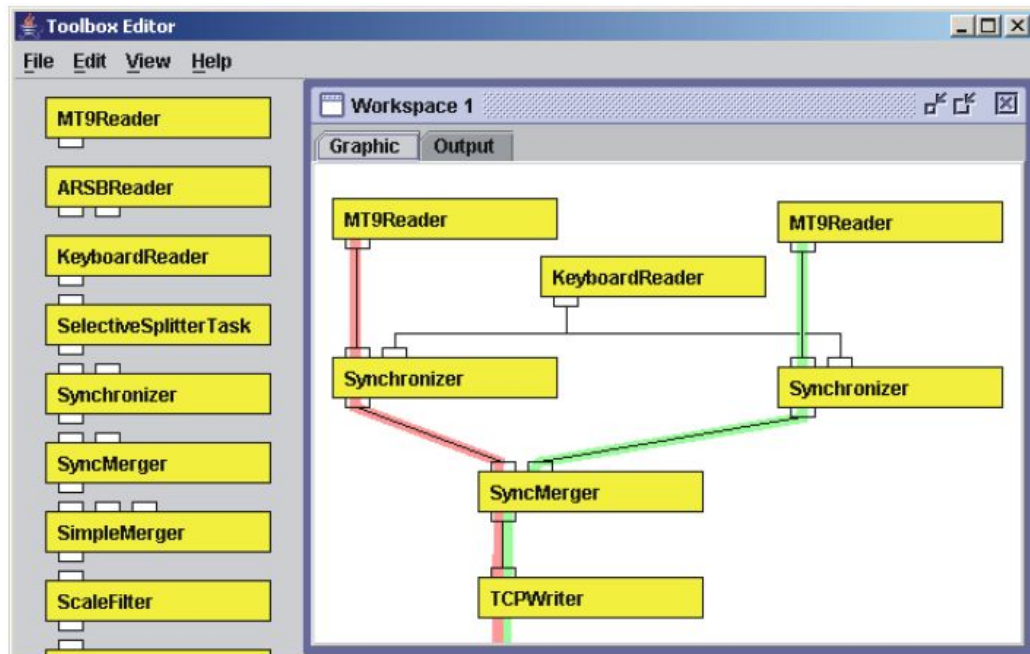 Toolbox Editor
File Edit View Help
MT9Reader
ARSBReader
KeyboardReader
SelectiveSplitterTask
Synchronizer
SyncMerger
SimpleMerger
ScaleFilter
Workspace 1
Graphic Output
MT9Reader
MT9Reader
KeyboardReader
Synchronizer
Synchronizer
SyncMerger
TCPWriter